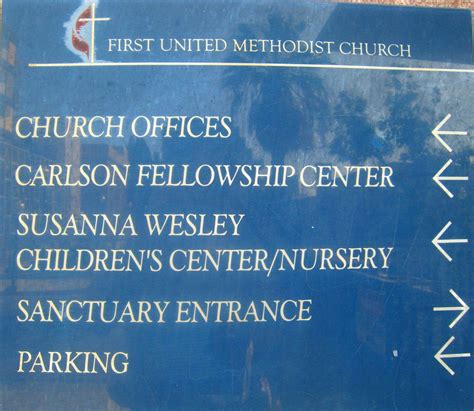 FIRST UNITED METHODIST CHURCH
CHURCH OFFICES
CARLSON FELLOWSHIP CENTER
SUSANNA WESLEY
CHILDREN'S CENTER/NURSERY
SANCTUARY ENTRANCE
PARKING